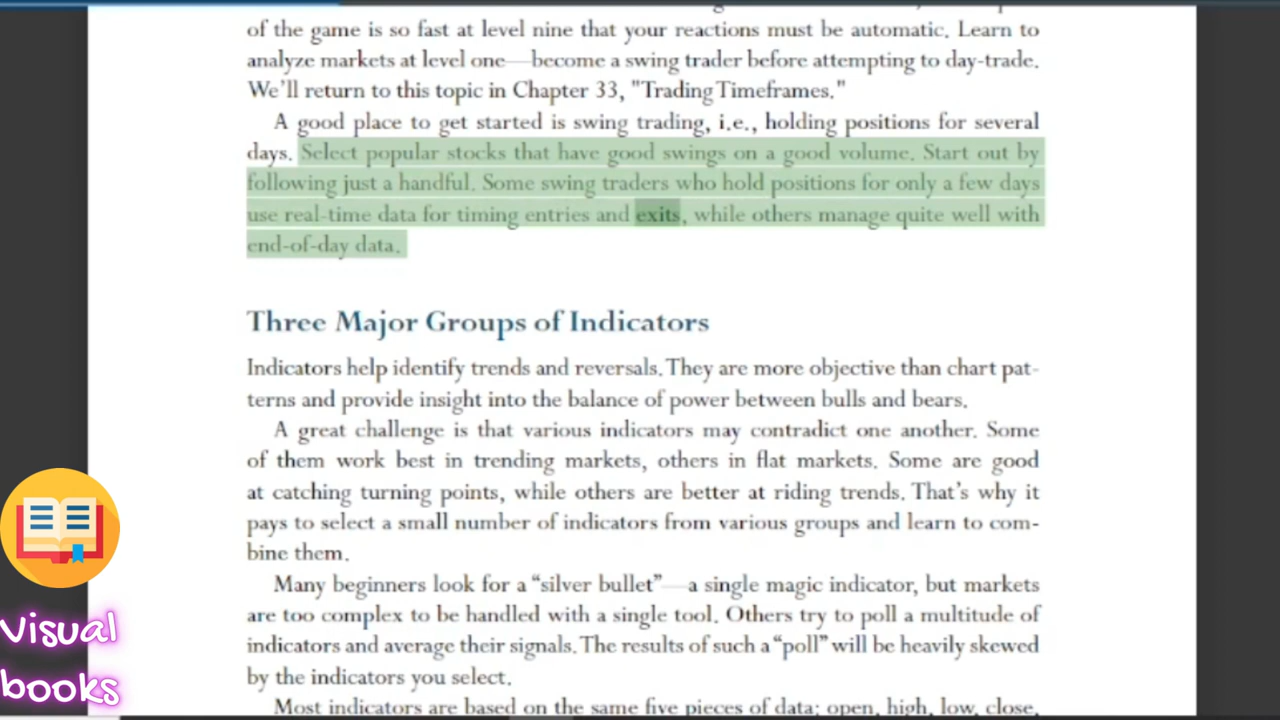 of the game is so fast at level nine that your reactions must be automatic. Learn to
analyze markets at level one—become a swing trader before attempting to day-trade.
We'll return to this topic in Chapter 33, "Trading Timeframes."
A good place to get started is swing trading, i.e., holding positions for several
days. Select popular stocks that have good swings on a good volume. Start out by
following just a handful. Some swing traders who hold positions for only a few days
use real-time data for timing entries and exits, while others manage quite well with
end-of-day data.
Three Major Groups of Indicators
Indicators help identify trends and reversals. They are more objective than chart pat-
terns and provide insight into the balance of power between bulls and bears.
A great challenge is that various indicators may contradict one another. Some
of them work best in trending markets, others in flat markets. Some are good
at catching turning points, while others are better at riding trends. That's why it
pays to select a small number of indicators from various groups and learn to com-
bine them.
Many beginners look for a “silver bullet”—a single magic indicator, but markets
are too complex to be handled with a single tool. Others try to poll a multitude of
indicators and average their signals. The results of such a “poll” will be heavily skewed
by the indicators you select.
Most indicators are based on the same five pieces of data: open, high, low, close,
Visual
books